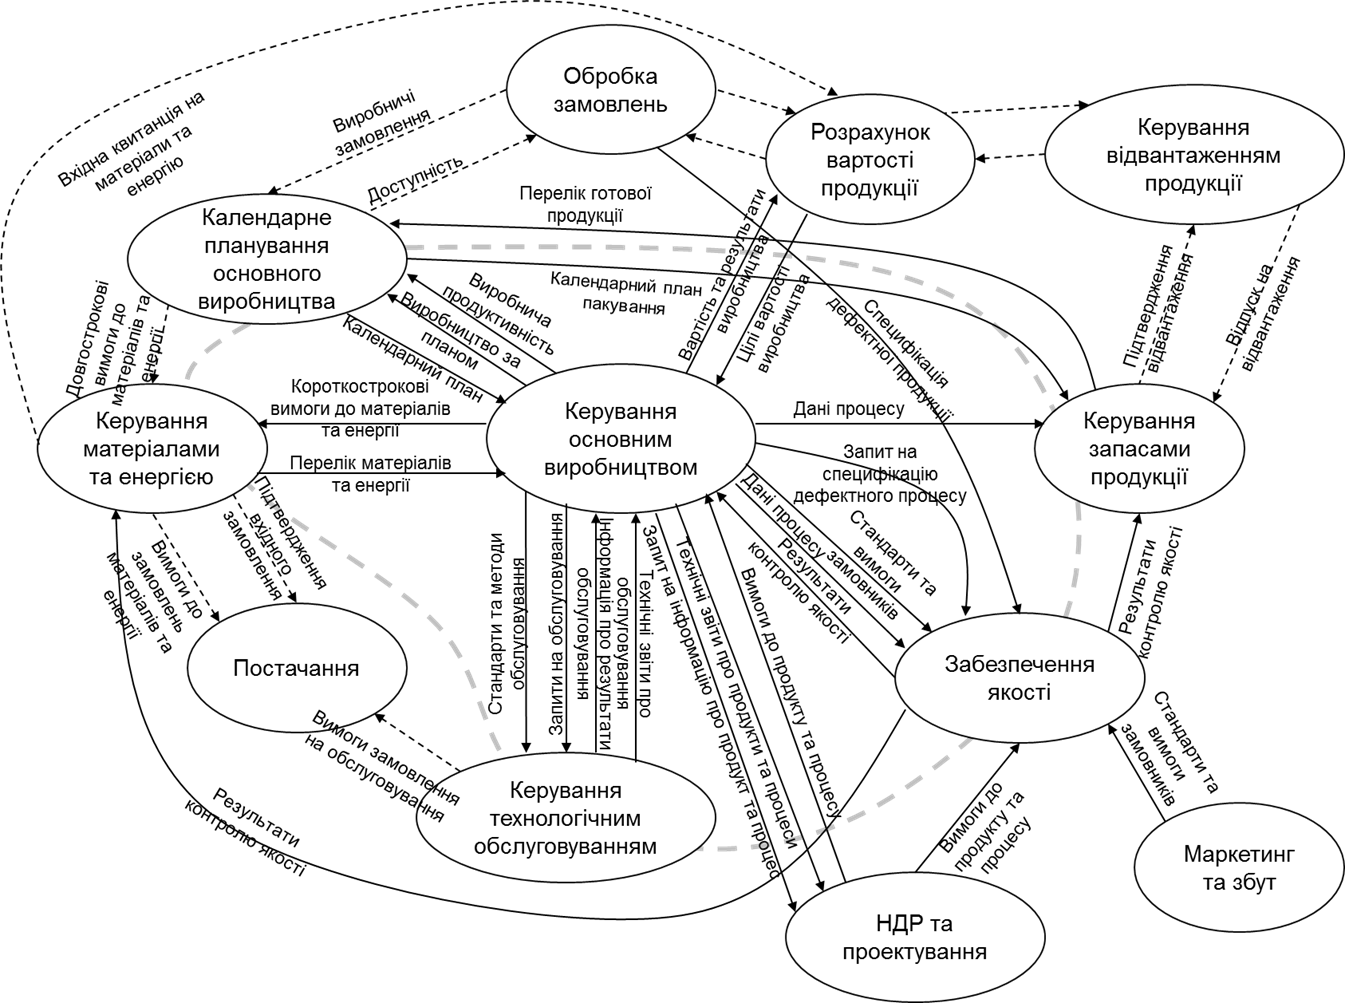 Обробка
замовлень
Розрахунок
вартості
продукції
Керування
відвантаженням
продукції
Вхідна квитанція на
матеріали та
енергію
Виробничі
замовлення
Доступність
Календарне
планування
основного
виробництва
Перелік готової
продукції
Календарний план
пакування
Вартість та результати
виробництва
Цілі вартості
виробництва
Специфікація
дефектної продукції
Підтвердження
відвантаження
Відпуск на
відвантаження
Довгострокові
вимоги до
матеріалів та
енергії
Виробнича
продуктивність
Виробництво за
планом
Календарний план
Керування
матеріалами
та енергією
Короткострокові
вимоги до матеріалів
та енергії
Перелік матеріалів
та енергії
Керування
основним
виробництвом
Дані процесу
Керування
запасами
продукції
Запит на
специфікацію
дефектного процесу
Стандарти та
вимоги
замовників
Дані процесу
Результати
контролю якості
Результати
контролю якості
Підтвердження
вхідного
замовлення
Вимоги до
замовлень
матеріалів та
енергії
Постачання
Стандарти та методи
обслуговування
Запити на обслуговування
Інформація про результати
обслуговування
Технічні звіти про
обслуговування
Запит на інформацію про продукт та процес
Технічні звіти про продукти та процеси
Вимоги до продукту та процесу
Забезпечення
якості
Вимоги замовлення
на обслуговування
Керування
технологічним
обслуговуванням
Результати
контролю якості
Вимоги до
продукту та
процесу
Стандарти та
вимоги
замовників
Маркетинг
та збут
НДР та
проектування